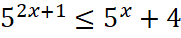 5^{2x+1} ≤ 5^x + 4